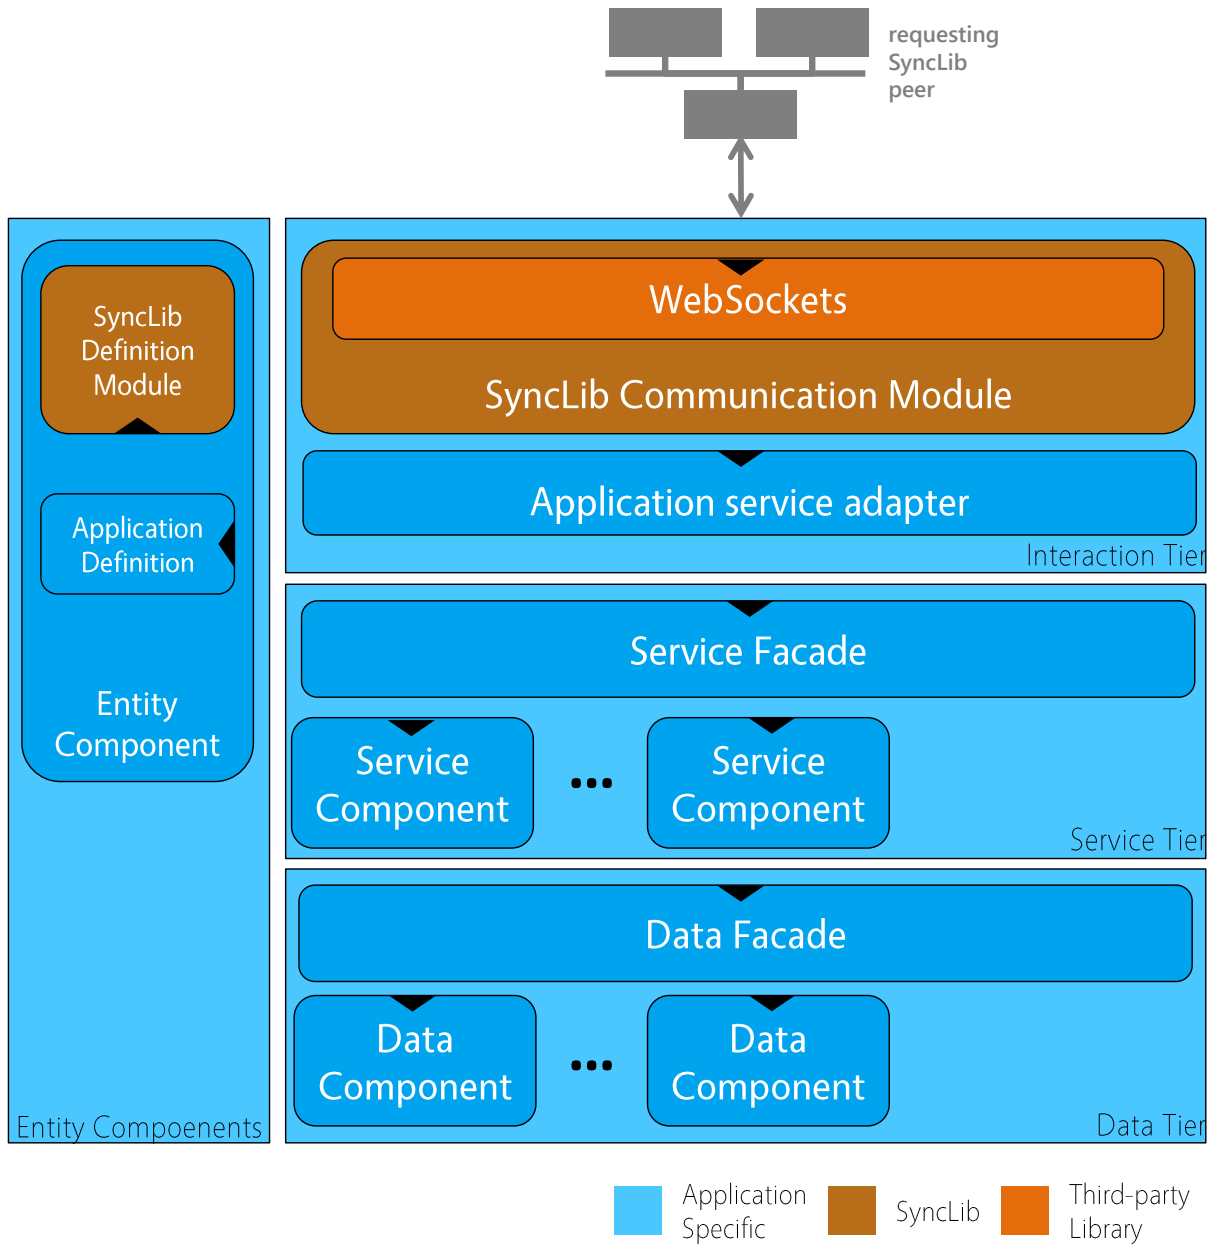 requesting
SyncLib
peer
SyncLib
Definition
Module
Application
Definition
Entity
Component
Entity Compoenents
WebSockets
SyncLib Communication Module
Application service adapter
Interaction Tier
Service Facade
Service
Component
...
Service
Component
Service Tier
Data Facade
Data
Component
...
Data
Component
Data Tier
Application
Specific
SyncLib
Third-party
Library